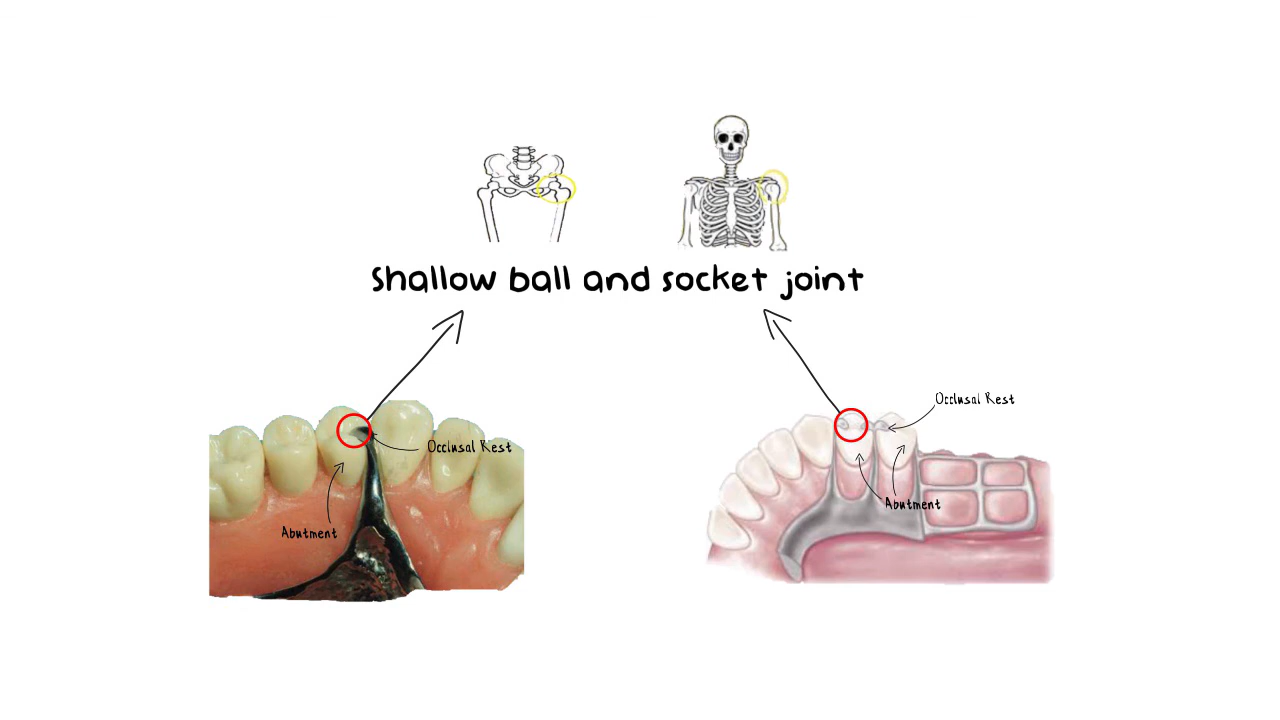 Shallow ball and socket joint
Occlusal Rest
Occlusal Rest
Abutment
Abutment